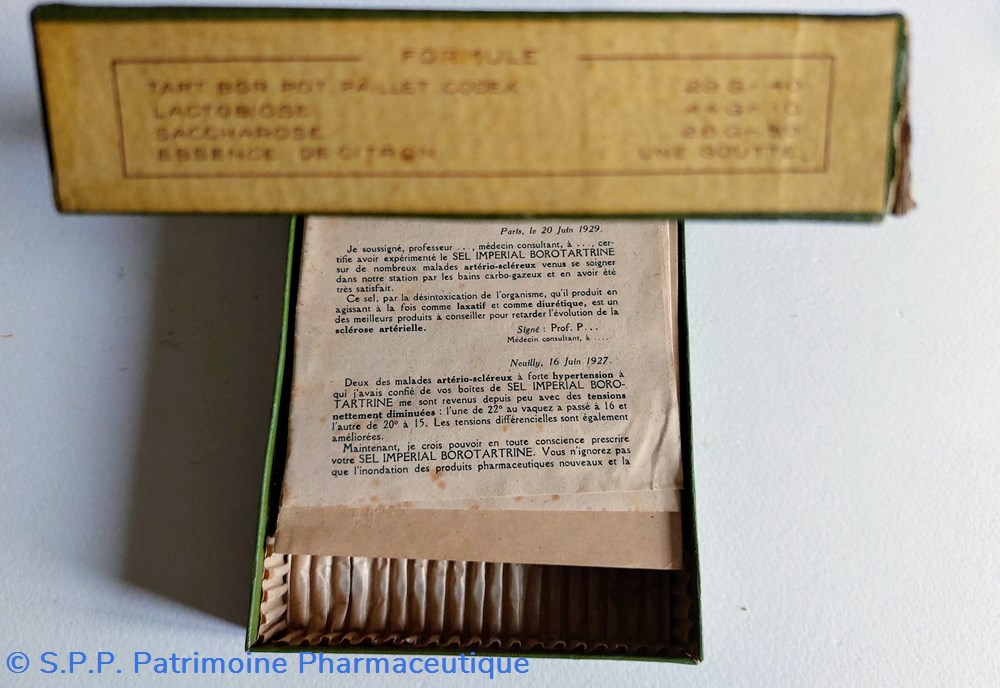 FORMULE
TART BOR POT PAILLET CODEX
LACTOBIOSE
SACCHAROSE
ESSENCE DE CITRON UNE GOUTTE
Paris, le 20 Juin 1929.
Je soussigné, professeur ..., médecin consultant, à ..., cer-
tifie avoir expérimenté le SEL IMPERIAL BOROTARTRINE
sur de nombreux malades artério-scléreux venus se soigner
dans notre station par les bains carbo-gazeux et en avoir été
très satisfait.
Ce sel, par la désintoxication de l'organisme, qu'il produit en
agissant à la fois comme laxatif et comme diurétique, est un
des meilleurs produits à conseiller pour retarder l'évolution de la
sclérose artérielle.
Signé : Prof. P...
Médecin consultant, à ....
Neuilly, 16 Juin 1927.
Deux des malades artério-scléreux à forte hypertension à
qui j'avais confié de vos boites de SEL IMPERIAL BORO-
TARTRINE me sont revenus depuis peu avec des tensions
nettement diminuées : l'une de 22° au vaquez a passé à 16 et
l'autre de 20° à 15. Les tensions différencielles sont également
améliorées.
Maintenant, je crois pouvoir en toute conscience prescrire
votre SEL IMPERIAL BOROTARTRINE. Vous n'ignorez pas
que l'inondation des produits pharmaceutiques nouveaux et la
© S.P.P. Patrimoine Pharmaceutique